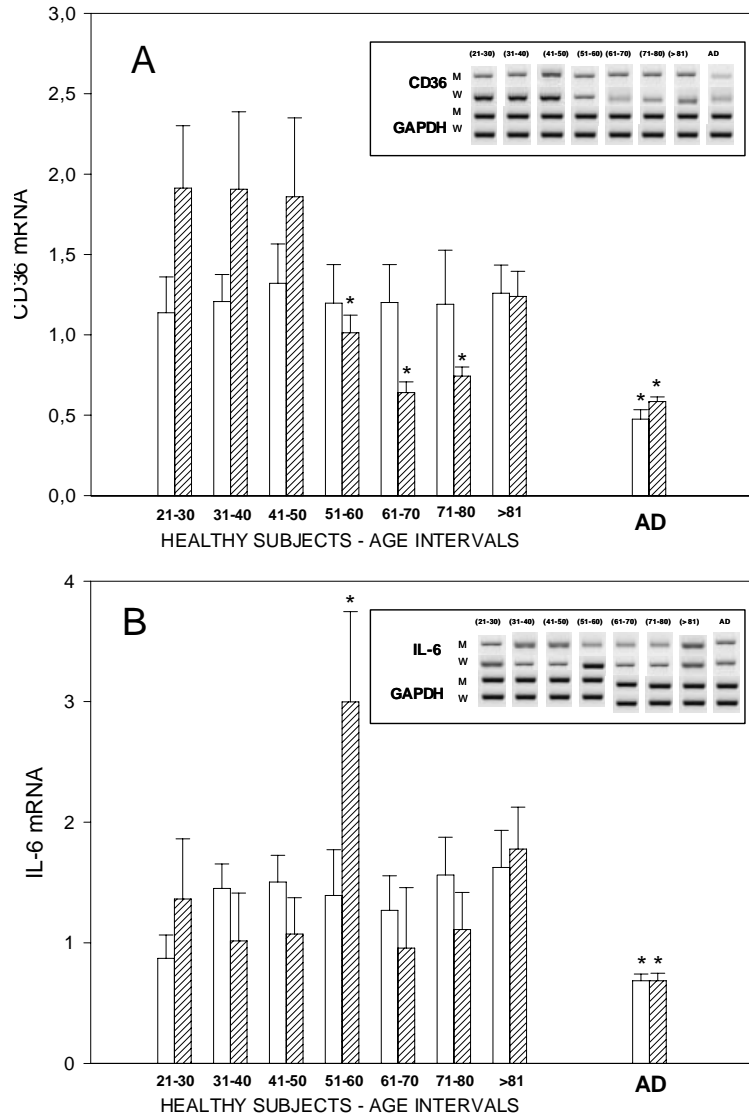 A
3,0
2,5
2,0
1,5
1,0
0,5
0,0
CD36 mRNA
(21-30) (31-40) (41-50) (51-60) (61-70) (71-80) (>81) AD
CD36 M
W
GAPDH M
W
*
*
*
*
*
21-30 31-40 41-50 51-60 61-70 71-80 >81 AD
HEALTHY SUBJECTS - AGE INTERVALS
B
4
3
2
1
0
IL-6 mRNA
(21-30) (31-40) (41-50) (51-60) (61-70) (71-80) (>81) AD
IL-6 M
W
GAPDH M
W
*
* *
21-30 31-40 41-50 51-60 61-70 71-80 >81 AD
HEALTHY SUBJECTS - AGE INTERVALS